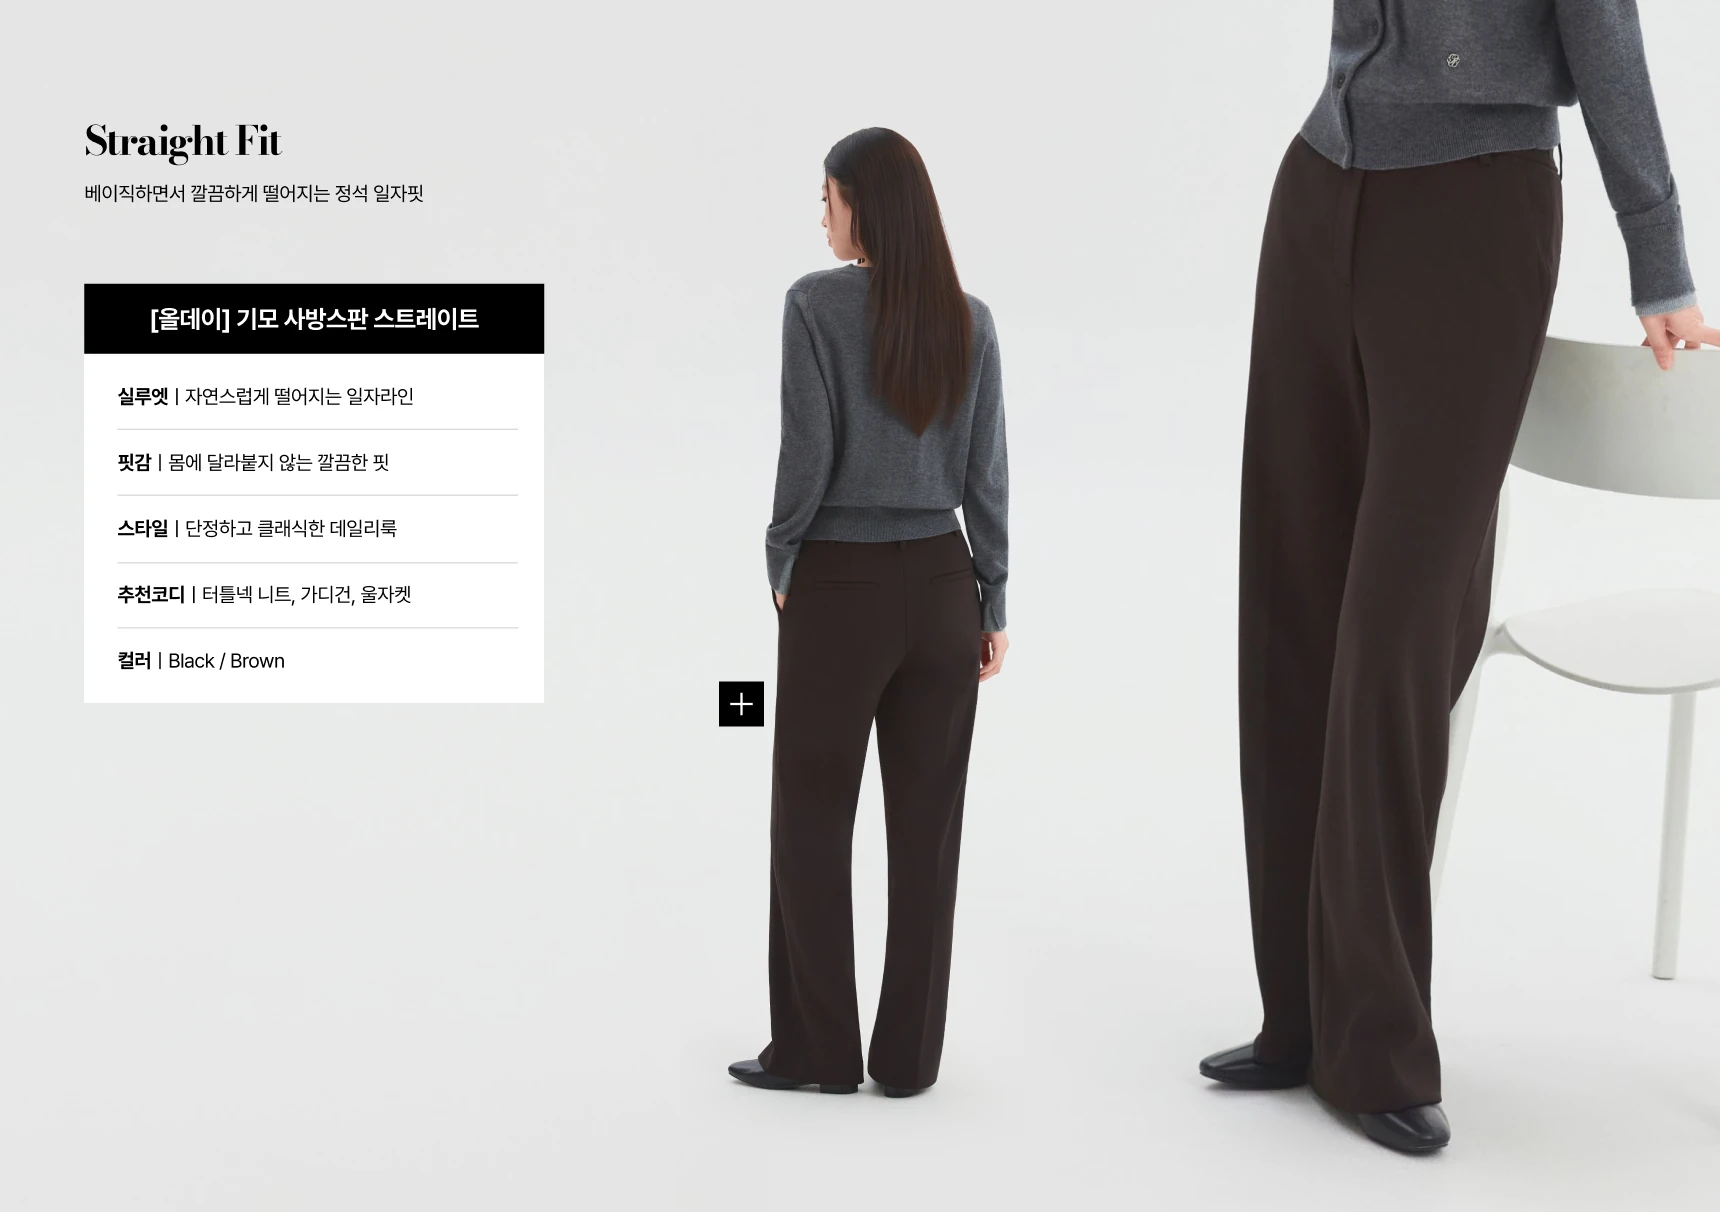 Straight Fit
베이직하면서 깔끔하게 떨어지는 정석 일자핏
[올데이] 기모 사방스판 스트레이트
실루엣 | 자연스럽게 떨어지는 일자라인
핏감 | 몸에 달라붙지 않는 깔끔한 핏
스타일 | 단정하고 클래식한 데일리룩
추천코디 | 터틀넥 니트, 가디건, 울자켓
컬러 | Black / Brown